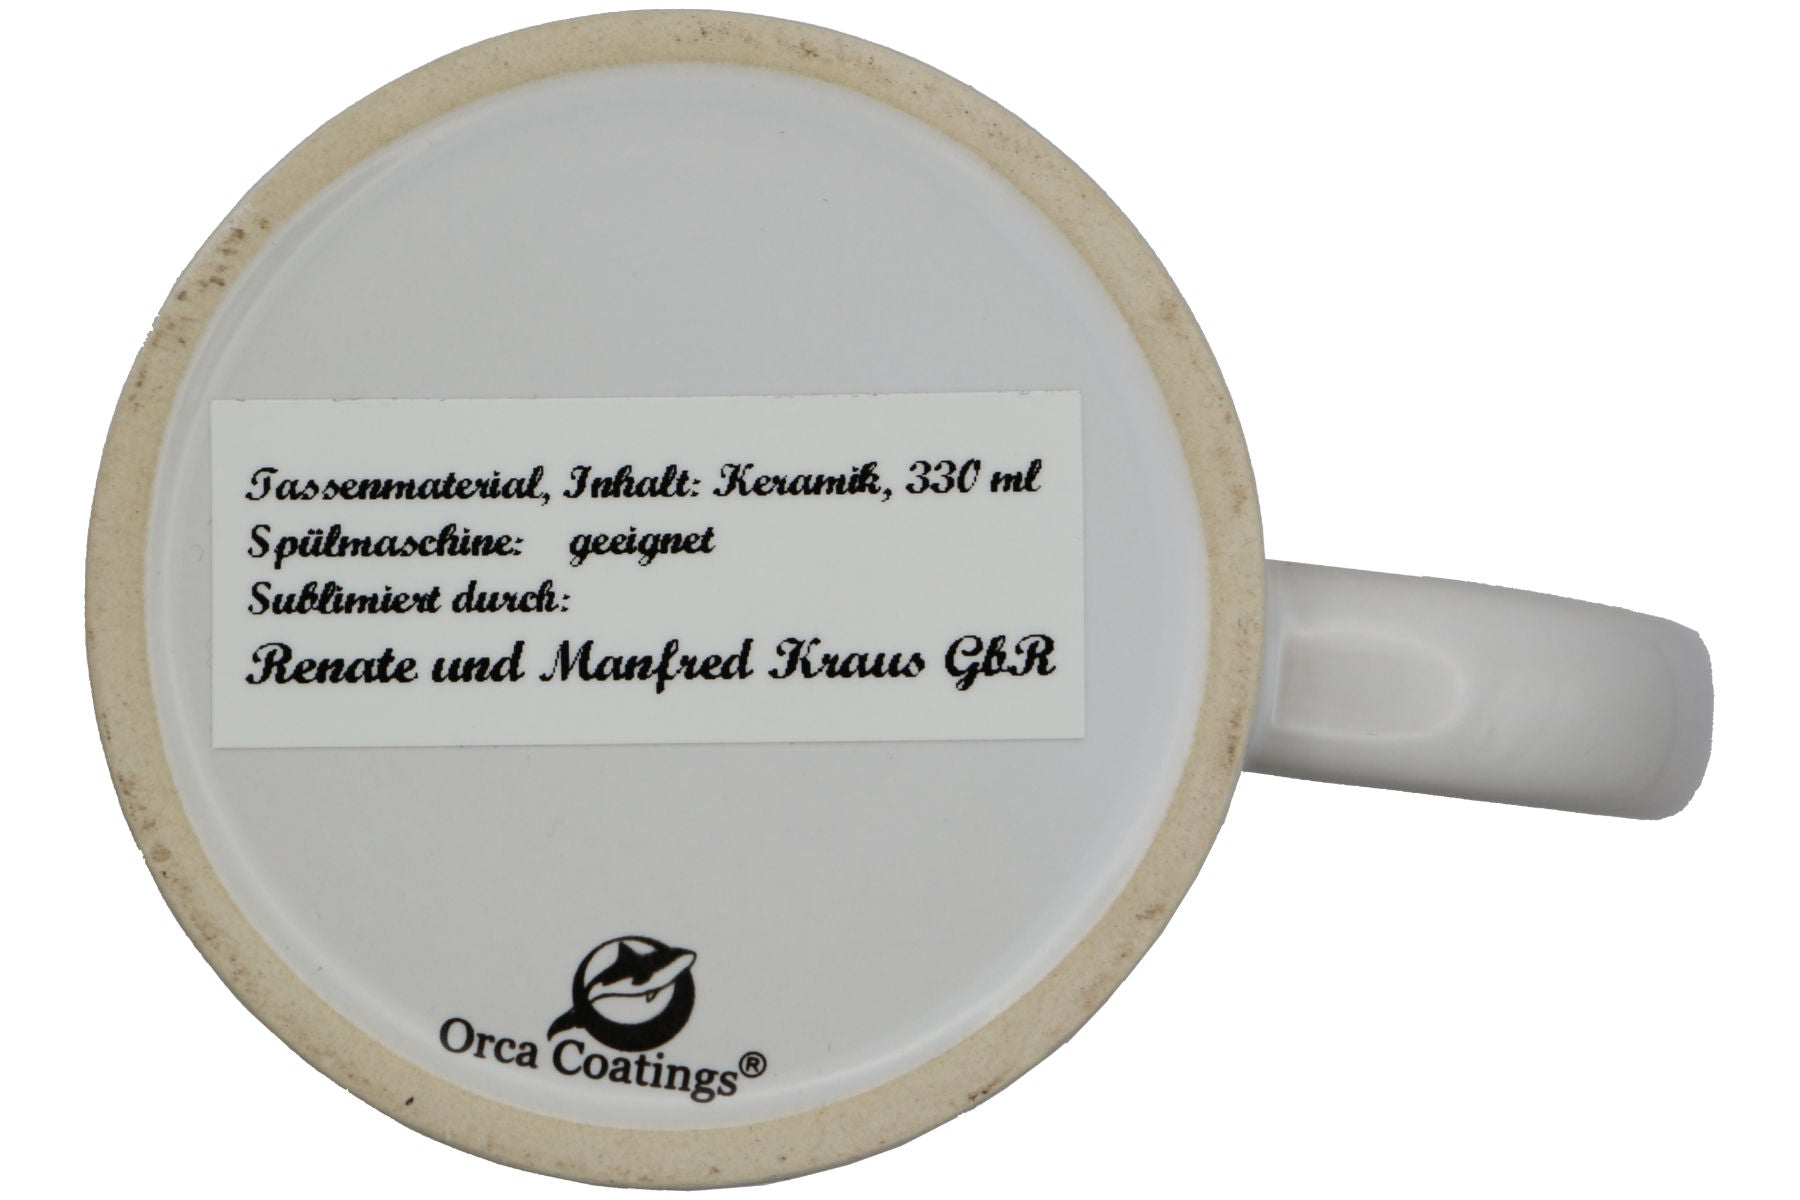 Tassenmaterial, Inhalt: Keramik, 330 ml
Spülmaschine: geeignet
Sublimiert durch:
Renate und Manfred Kraus GbR
Orca Coatings®